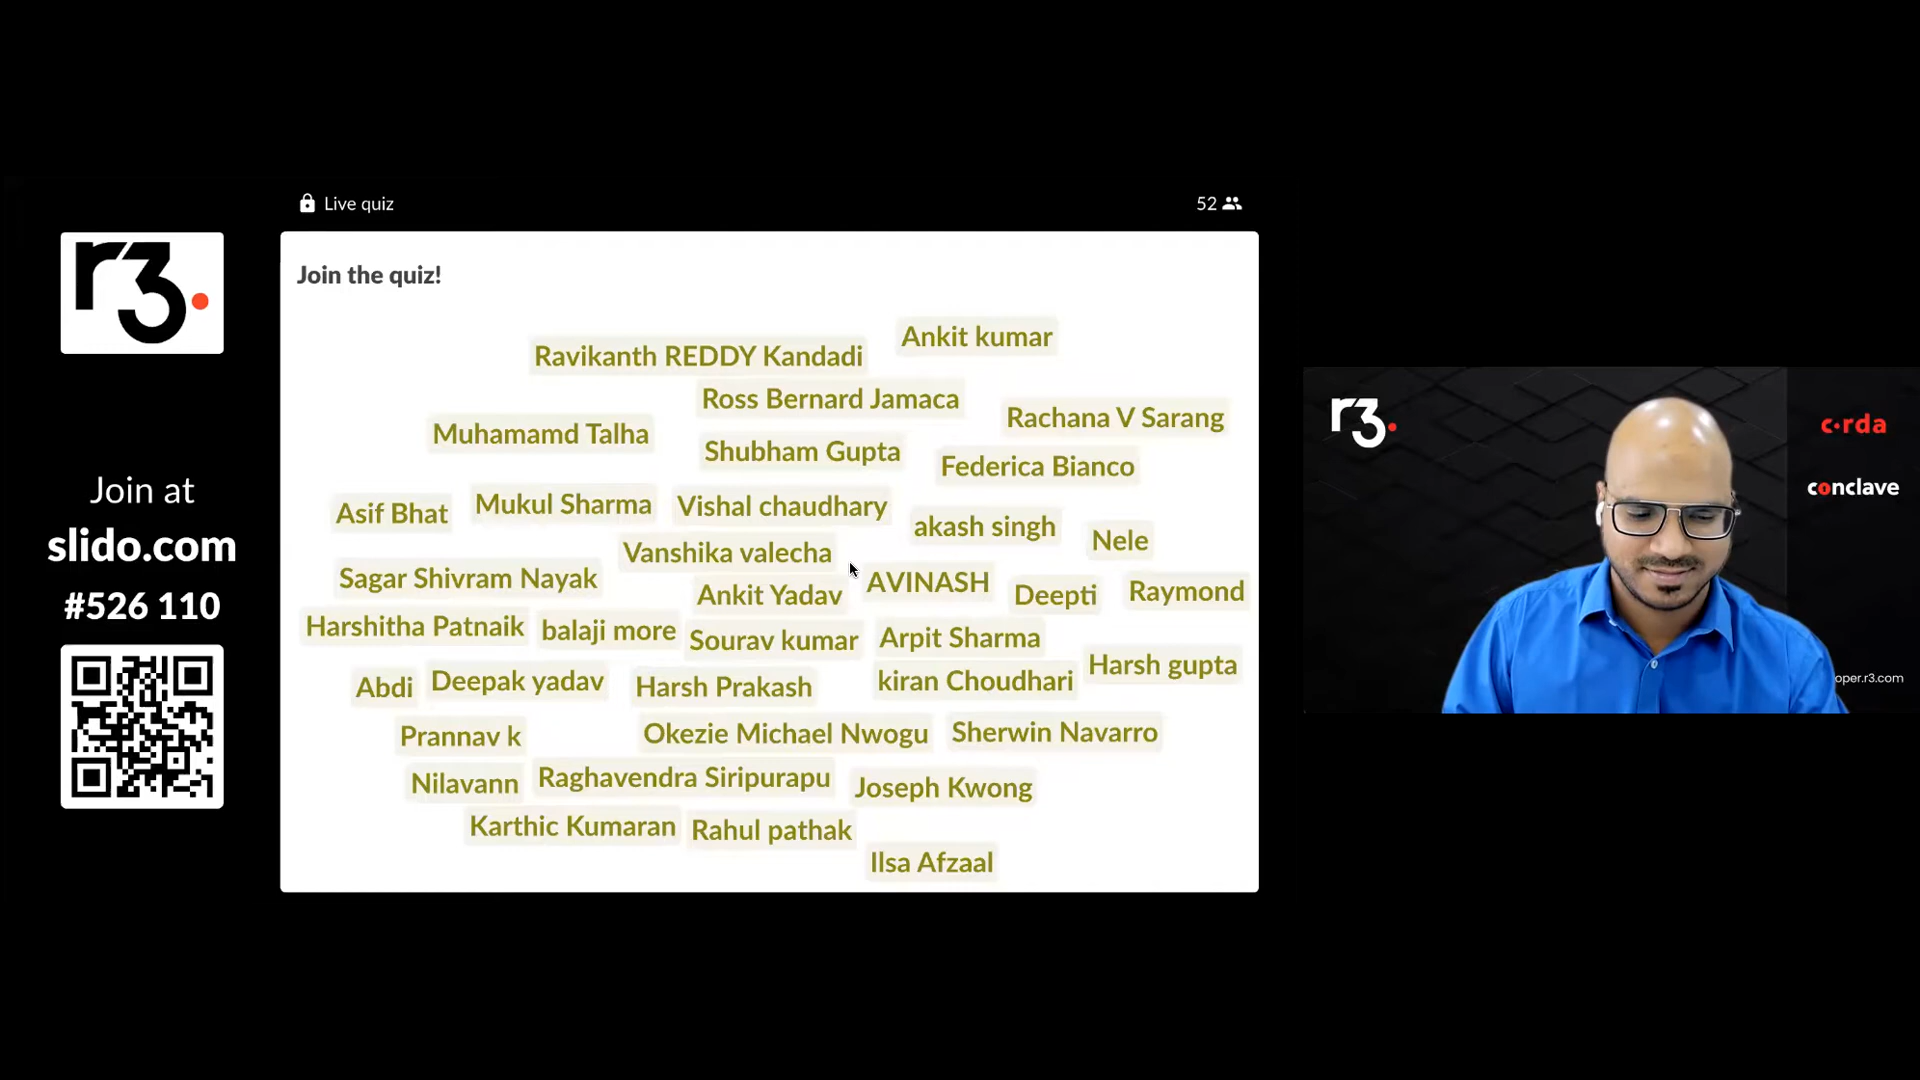 Live quiz
52
r3.
Join the quiz!
Ankit kumar
Ravikanth REDDY Kandadi
Ross Bernard Jamaca
Rachana V Sarang
Muhamamd Talha
Shubham Gupta
Federica Bianco
Asif Bhat
Mukul Sharma
Vishal chaudhary
akash singh
Nele
Vanshika valecha
Sagar Shivram Nayak
Ankit Yadav
AVINASH
Deepti
Raymond
Harshitha Patnaik
balaji more
Sourav kumar
Arpit Sharma
Harsh gupta
Abdi
Deepak yadav
Harsh Prakash
kiran Choudhari
Prannav k
Okezie Michael Nwogu
Sherwin Navarro
Nilavann
Raghavendra Siripurapu
Joseph Kwong
Karthic Kumaran
Rahul pathak
Ilsa Afzaal
Join at
slido.com
#526 110
r3.
c·rda
conclave
oper.r3.com